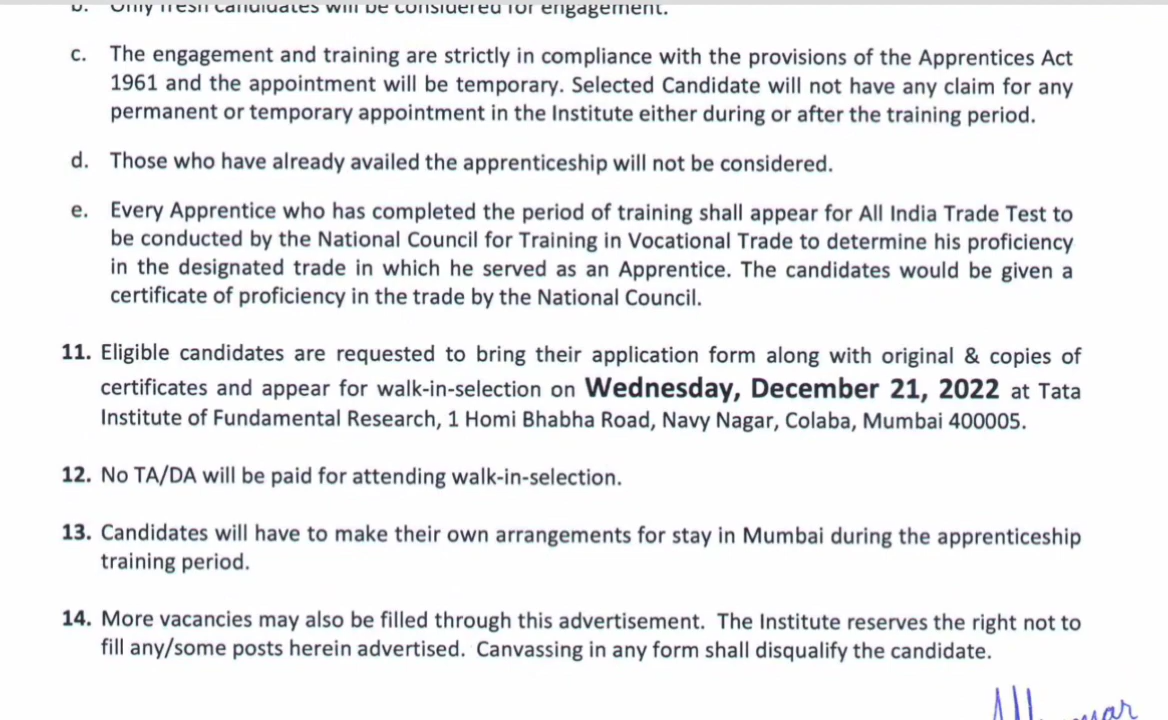 b. Only fresh candidates will be considered for engagement.
c. The engagement and training are strictly in compliance with the provisions of the Apprentices Act
1961 and the appointment will be temporary. Selected Candidate will not have any claim for any
permanent or temporary appointment in the Institute either during or after the training period.
d. Those who have already availed the apprenticeship will not be considered.
e. Every Apprentice who has completed the period of training shall appear for All India Trade Test to
be conducted by the National Council for Training in Vocational Trade to determine his proficiency
in the designated trade in which he served as an Apprentice. The candidates would be given a
certificate of proficiency in the trade by the National Council.
11. Eligible candidates are requested to bring their application form along with original & copies of
certificates and appear for walk-in-selection on Wednesday, December 21, 2022 at Tata
Institute of Fundamental Research, 1 Homi Bhabha Road, Navy Nagar, Colaba, Mumbai 400005.
12. No TA/DA will be paid for attending walk-in-selection.
13. Candidates will have to make their own arrangements for stay in Mumbai during the apprenticeship
training period.
14. More vacancies may also be filled through this advertisement. The Institute reserves the right not to
fill any/some posts herein advertised. Canvassing in any form shall disqualify the candidate.